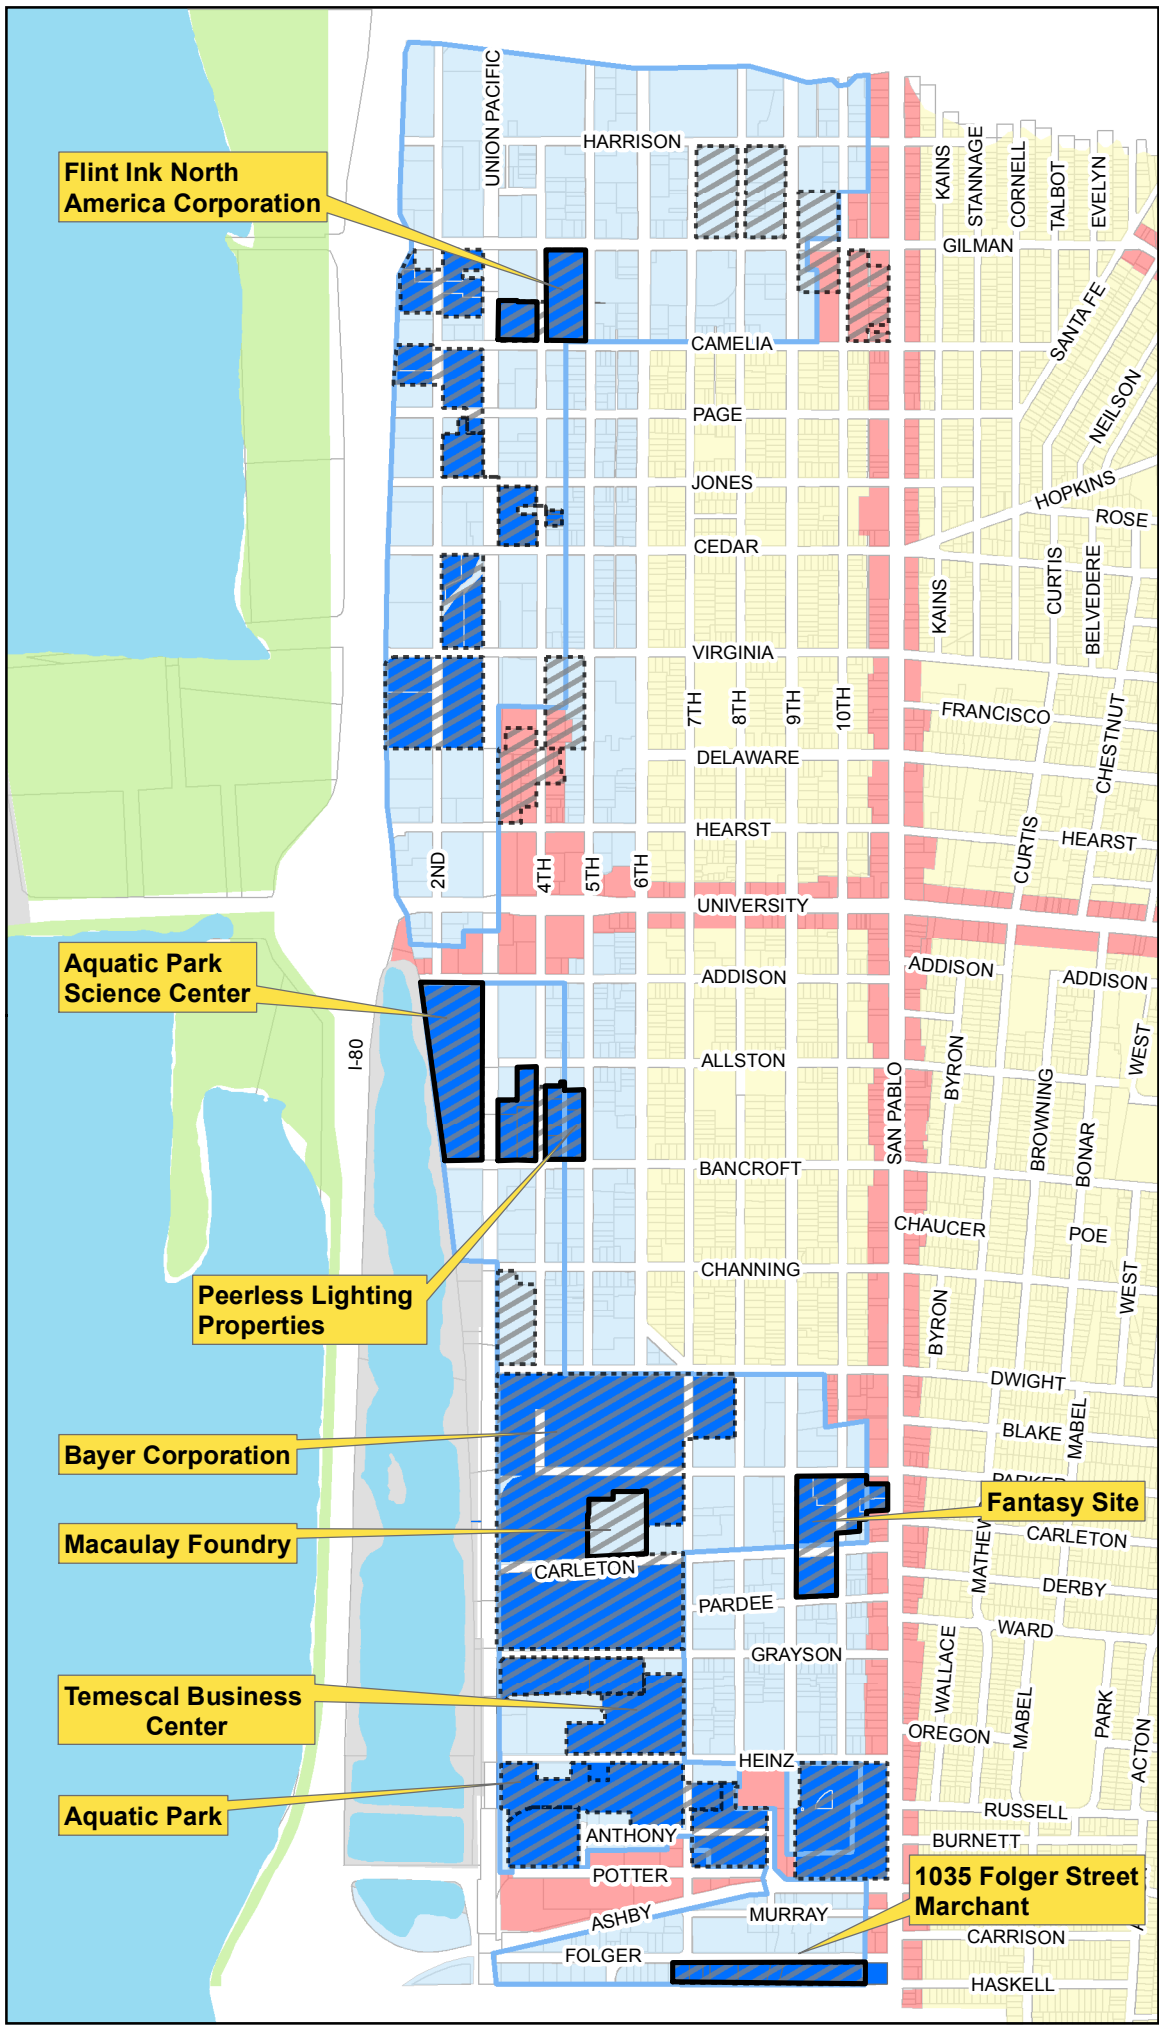 UNION PACIFIC
HARRISON
KAINS
STANNAGE
CORNELL
TALBOT
EVELYN
Flint Ink North
America Corporation
GILMAN
SANTA FE
CAMELIA
NEILSON
PAGE
JONES
HOPKINS
ROSE
CEDAR
KAINS
CURTIS
BELVEDERE
VIRGINIA
7TH
8TH
9TH
10TH
FRANCISCO
CHESTNUT
DELAWARE
HEARST
CURTIS
HEARST
2ND
4TH
5TH
6TH
UNIVERSITY
Aquatic Park
Science Center
ADDISON
ADDISON
ADDISON
I-80
ALLSTON
SAN PABLO
BYRON
BROWNING
BONAR
WEST
BANCROFT
CHAUCER
POE
CHANNING
WEST
BYRON
Peerless Lighting
Properties
DWIGHT
BLAKE
MABEL
Bayer Corporation
Fantasy Site
Macaulay Foundry
CARLETON
CARLETON
DERBY
PARDEE
WARD
GRAYSON
WALLACE
MABEL
PARK
ACTON
Temescal Business
Center
OREGON
HEINZ
Aquatic Park
RUSSELL
ANTHONY
BURNETT
POTTER
1035 Folger Street
Marchant
ASHBY
MURRAY
FOLGER
CARRISON
HASKELL